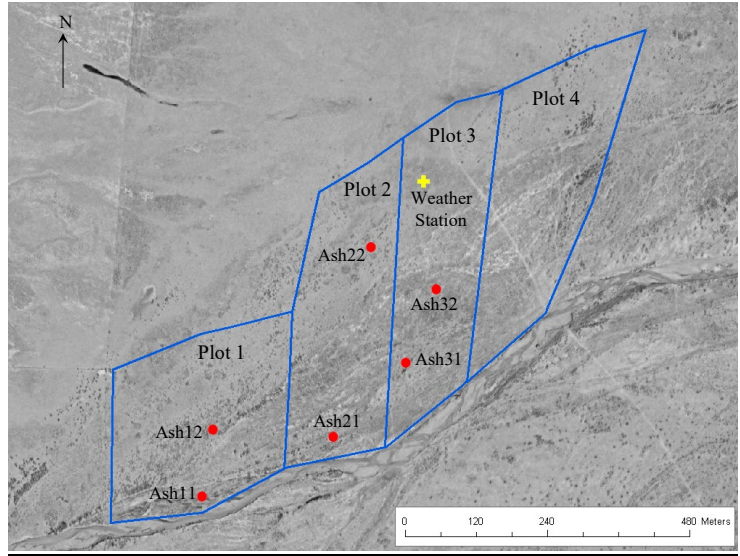 N
Plot 4
Plot 3
Plot 2
Weather
Station
Ash22
Ash32
Plot 1
Ash31
Ash12
Ash21
Ash11
0 120 240 480 Meters